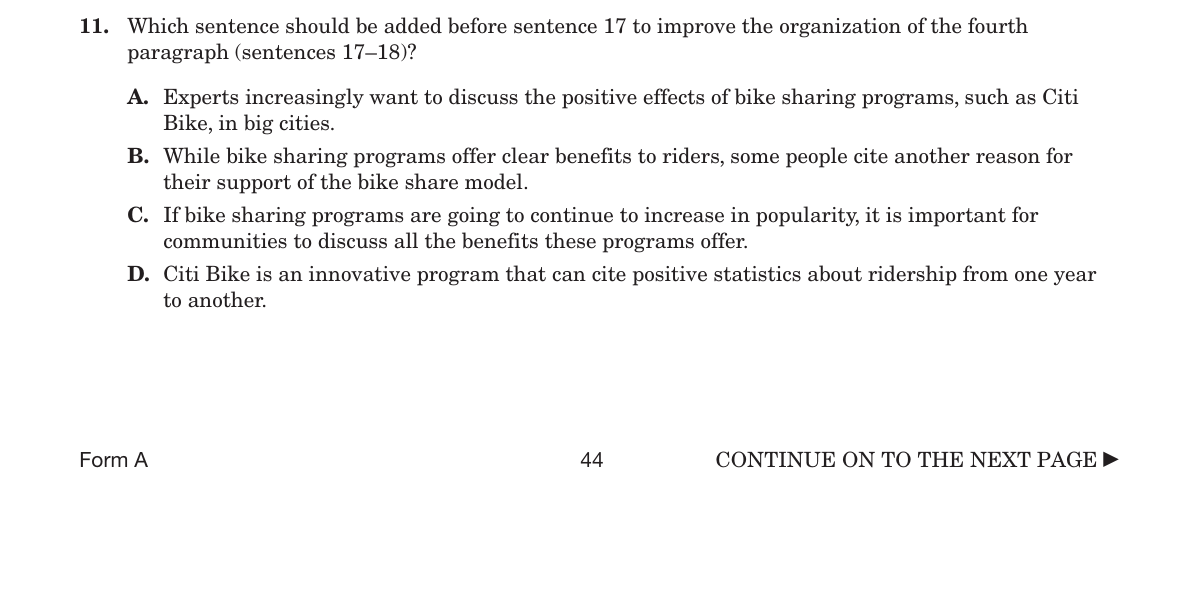 11. Which sentence should be added before sentence 17 to improve the organization of the fourth
paragraph (sentences 17–18)?
A. Experts increasingly want to discuss the positive effects of bike sharing programs, such as Citi
Bike, in big cities.
B. While bike sharing programs offer clear benefits to riders, some people cite another reason for
their support of the bike share model.
C. If bike sharing programs are going to continue to increase in popularity, it is important for
communities to discuss all the benefits these programs offer.
D. Citi Bike is an innovative program that can cite positive statistics about ridership from one year
to another.
Form A 44 CONTINUE ON TO THE NEXT PAGE ▶